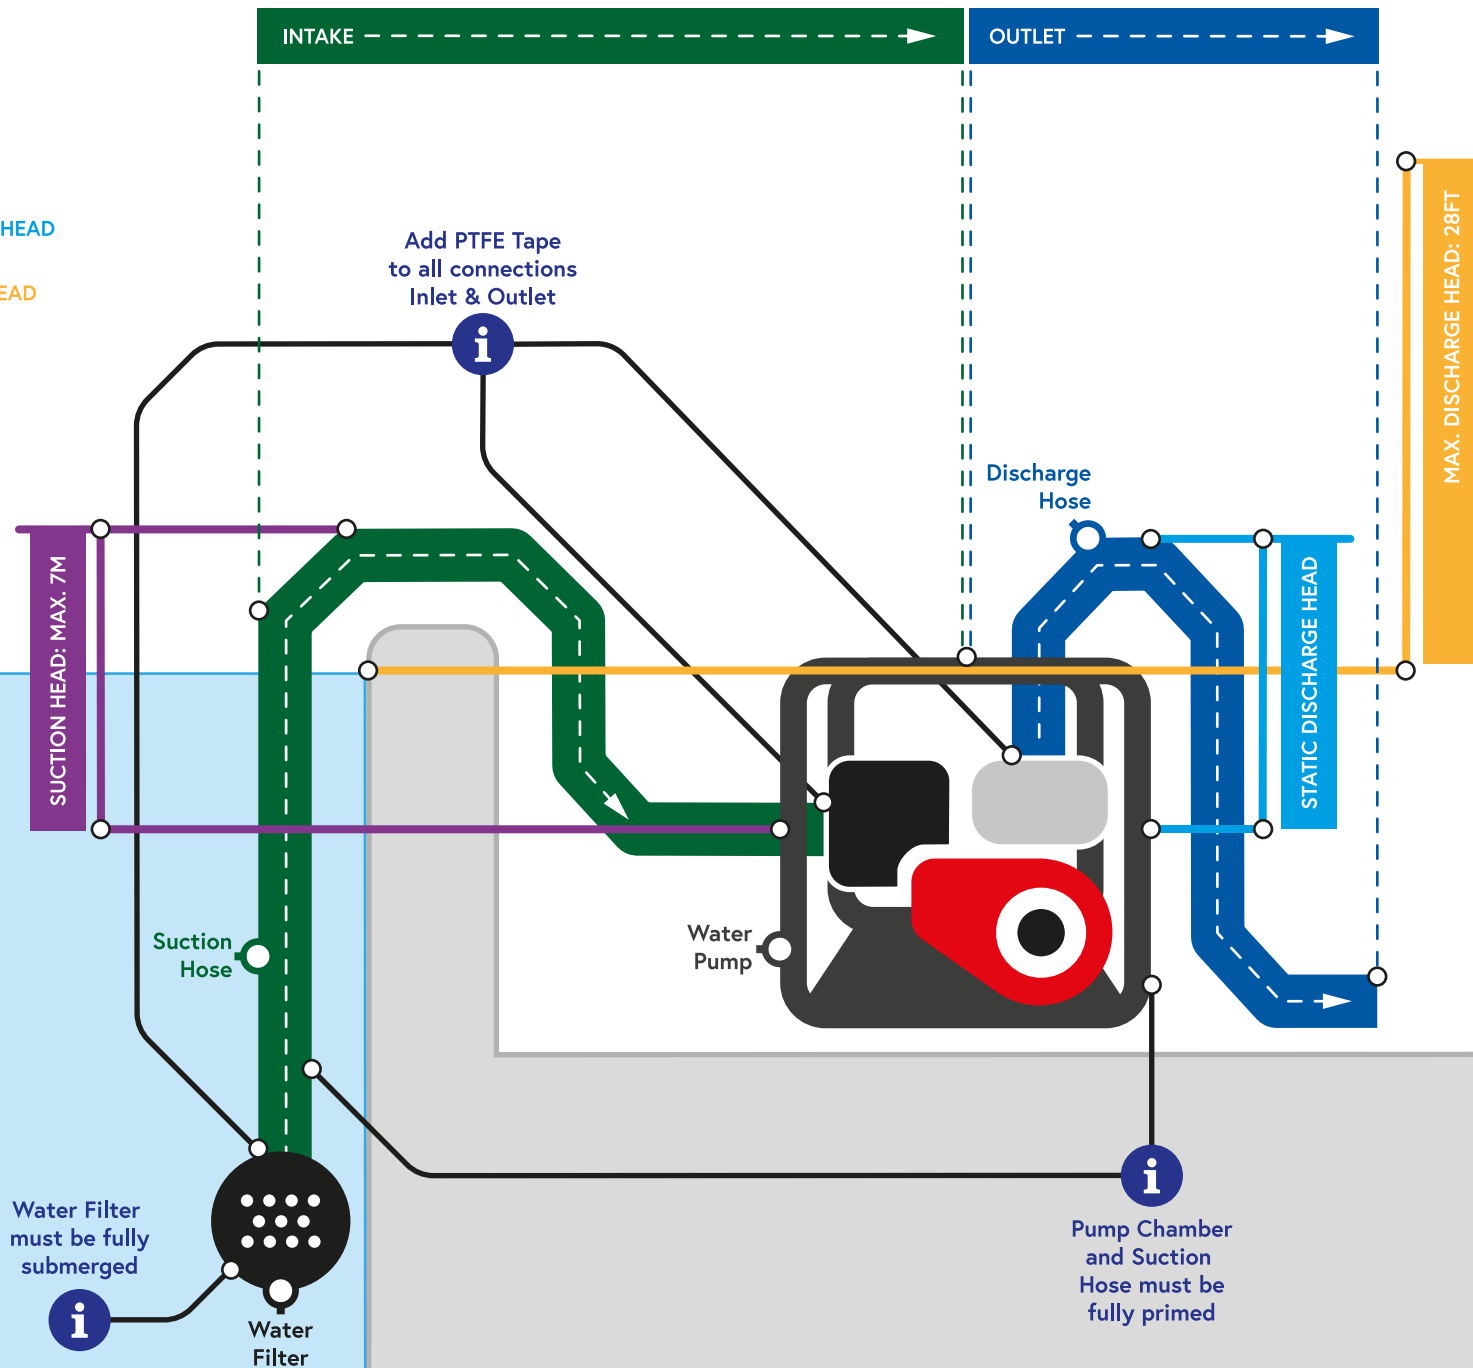 INTAKE
OUTLET
HEAD
EAD
Add PTFE Tape
to all connections
Inlet & Outlet
MAX. DISCHARGE HEAD: 28FT
Discharge
Hose
SUCTION HEAD: MAX. 7M
STATIC DISCHARGE HEAD
Suction
Hose
Water
Pump
Water Filter
must be fully
submerged
Water
Filter
Pump Chamber
and Suction
Hose must be
fully primed